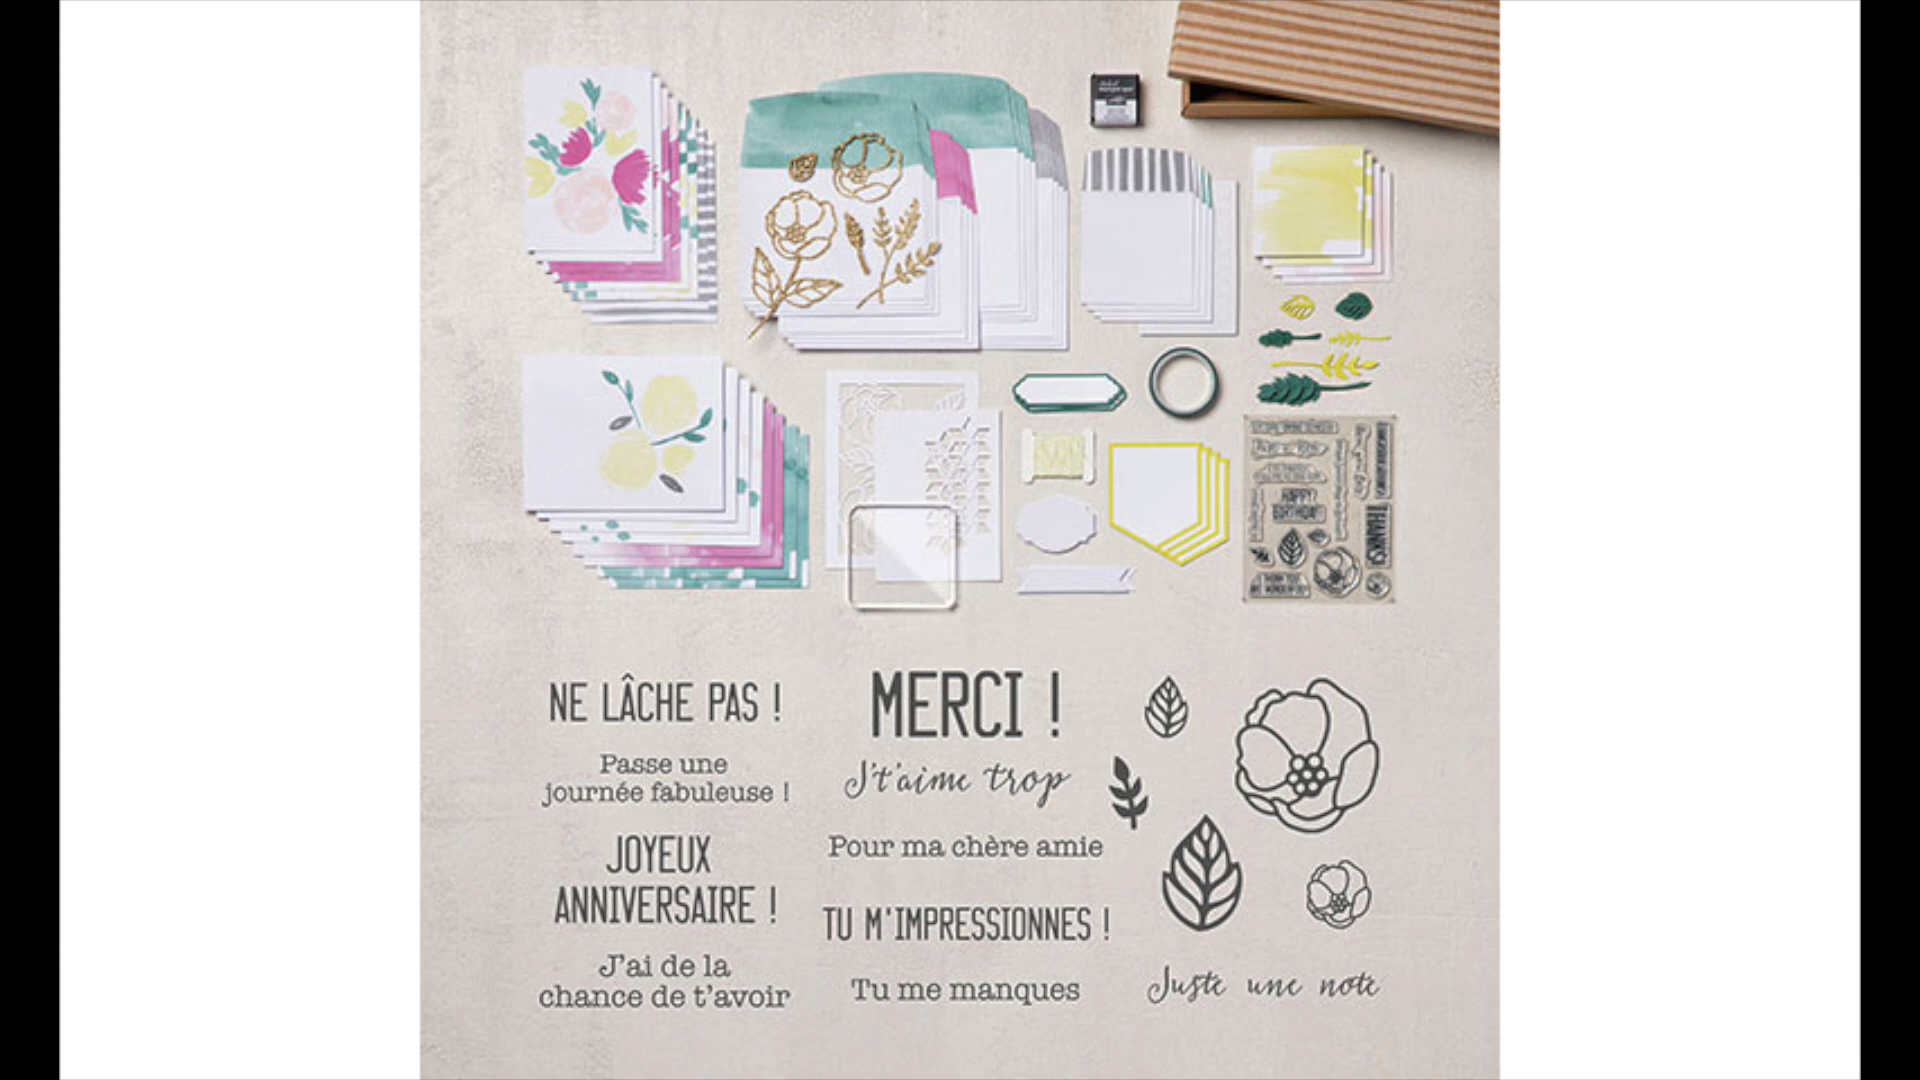 HAPPY
BIRTHDAY
THANKS
NE LÂCHE PAS !
Passe une
journée fabuleuse !
JOYEUX
ANNIVERSAIRE !
J'ai de la
chance de t'avoir
MERCI !
J't'aime trop
Pour ma chère amie
TU M'IMPRESSIONNES !
Tu me manques
Juste une note